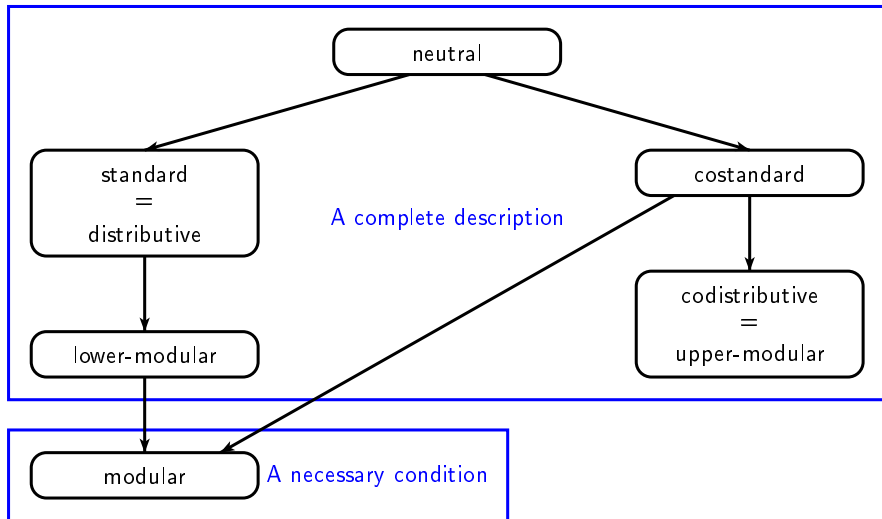 neutral
standard
=
distributive
costandard
A complete description
codistributive
=
upper-modular
lower-modular
modular
A necessary condition